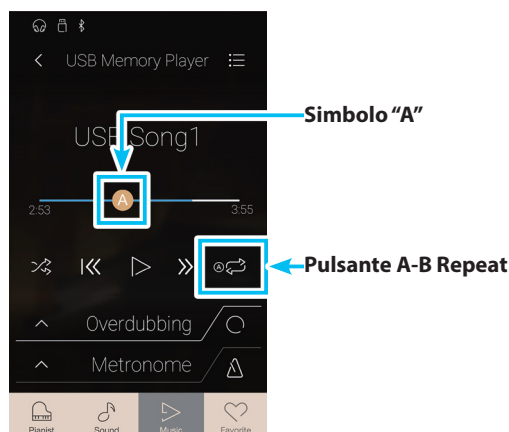 USB Memory Player
Simbolo “A”
USB Song1
A
2:53 3:55
A
Pulsante A-B Repeat
Overdubbing
Metronome
Pianist Sound Music Favorite